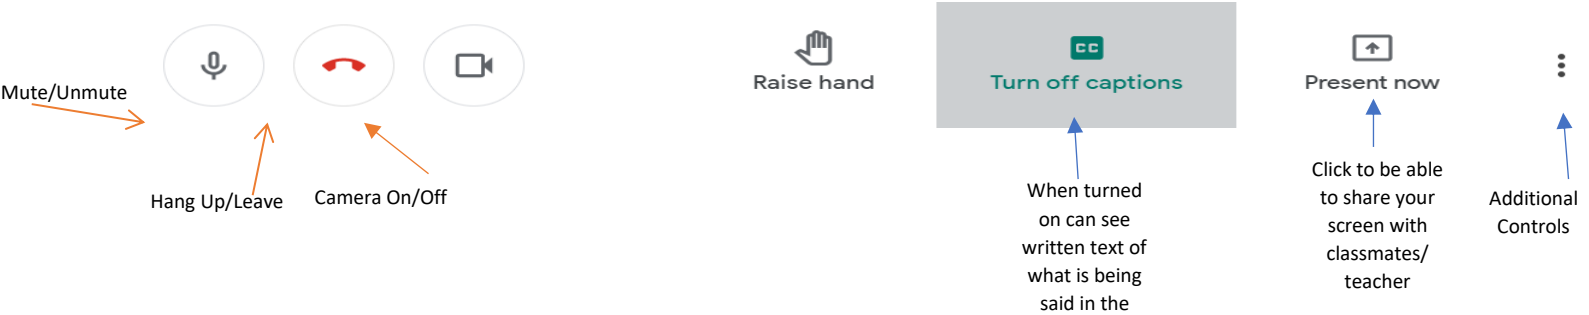 Mute/Unmute
Hang Up/Leave
Camera On/Off
Raise hand
CC
Turn off captions
Present now
When turned
on can see
written text of
what is being
said in the
Click to be able
to share your
screen with
classmates/
teacher
Additional
Controls